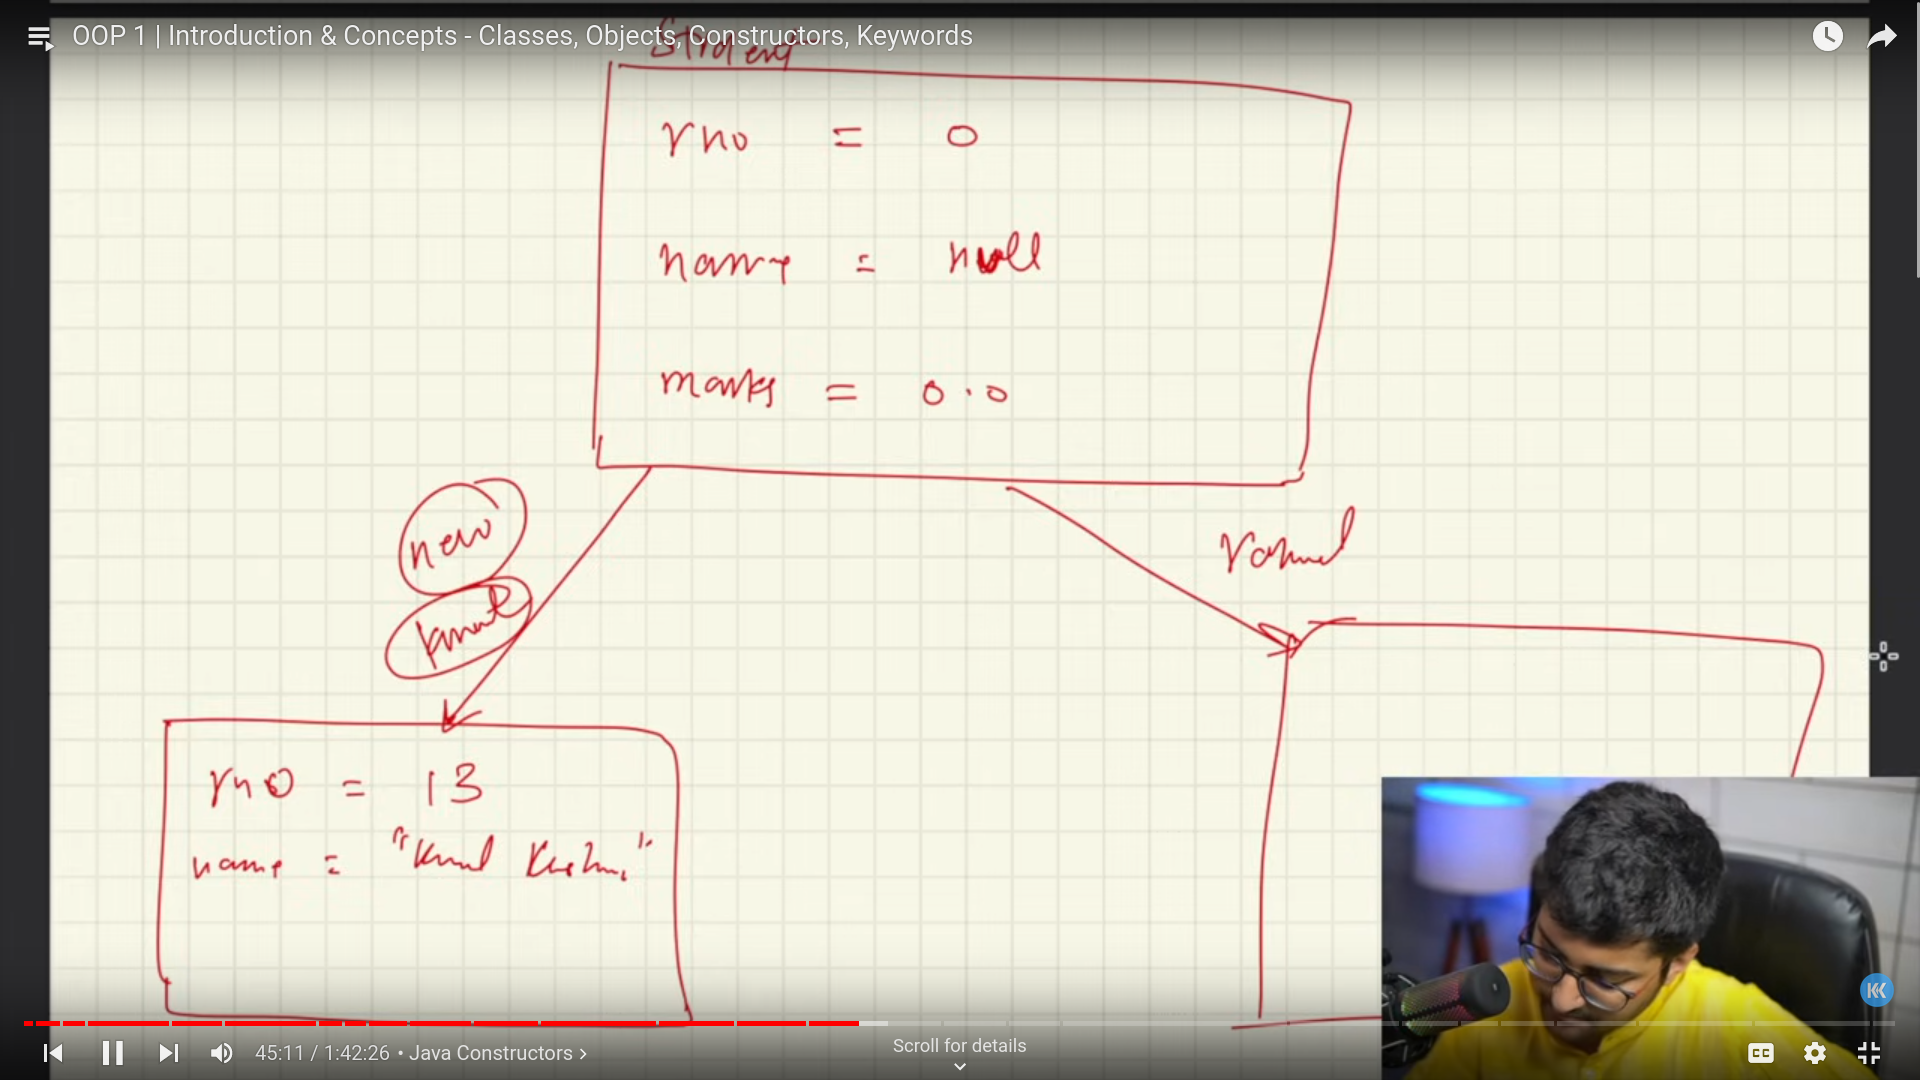 OOP 1 | Introduction & Concepts - Classes, Objects, Constructors, Keywords
Student
rno = 0
name = null
marks = 0.0
new
kunal
rahul
rno = 13
name = "Kunal
45:11 / 1:42:26 • Java Constructors >
Scroll for details
CC